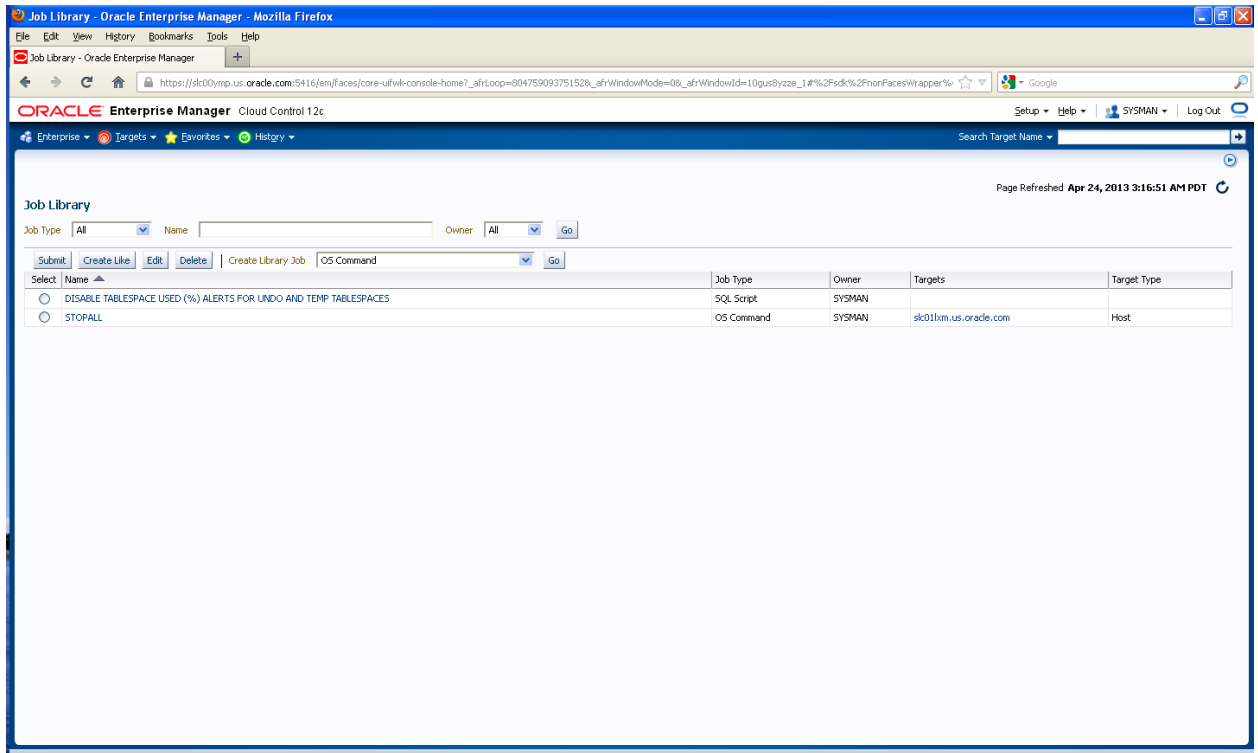 Job Library - Oracle Enterprise Manager - Mozilla Firefox
File Edit View History Bookmarks Tools Help
Job Library - Oracle Enterprise Manager +
https://slc00ymp.us.oracle.com:5416/em/faces/core-uifwk-console-home?_afrLoop=804759093751528&_afrWindowMode=0&_afrWindowId=10gus8yzze_1#%2Fsdk%2FnonFacesWrapper%- Google
ORACLE Enterprise Manager Cloud Control 12c Setup Help SYSMAN Log Out
Enterprise Targets Favorites History Search Target Name
Page Refreshed Apr 24, 2013 3:16:51 AM PDT
Job Library
Job Type All Name Owner All Go
Submit Create Like Edit Delete | Create Library Job OS Command Go
Select Name Job Type Owner Targets Target Type
DISABLE TABLESPACE USED (%) ALERTS FOR UNDO AND TEMP TABLESPACES SQL Script SYSMAN
STOPALL OS Command SYSMAN slc01lxm.us.oracle.com Host